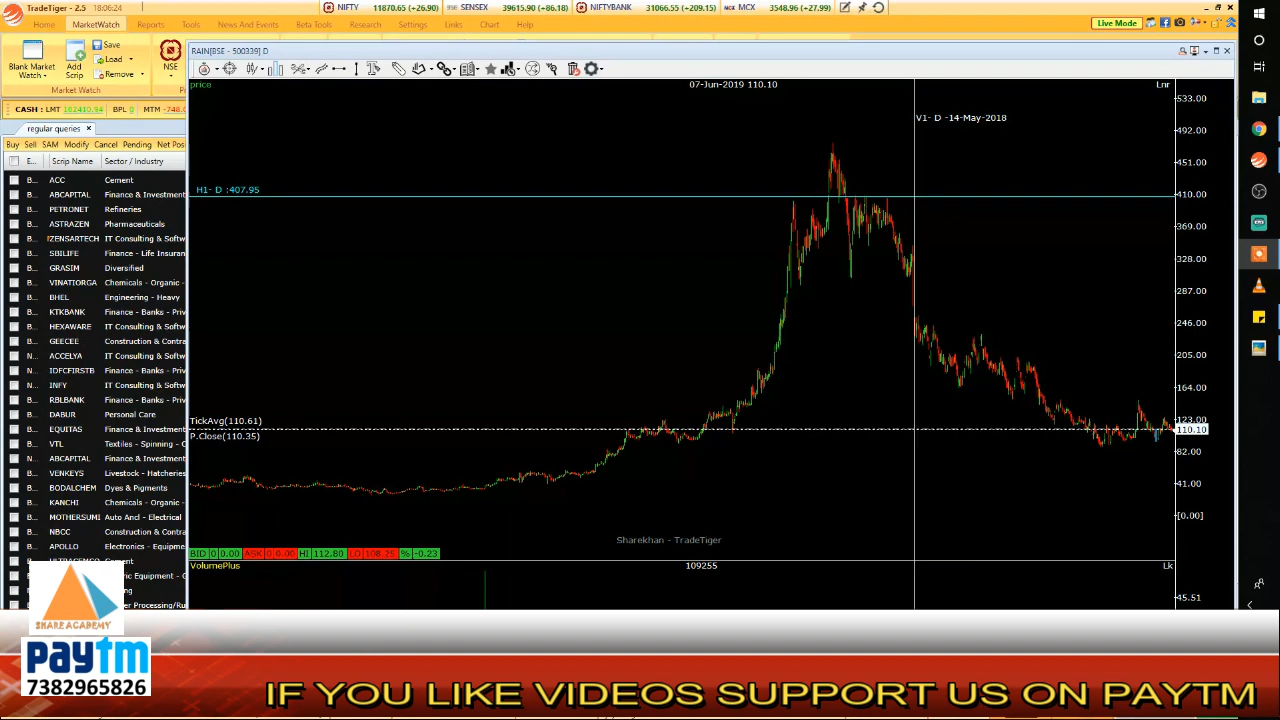 TradeTiger - 2.5 18:06:24
NIFTY 11870.65 (+26.90) SENSEX 39615.90 (+86.18) NIFTYBANK 31066.55 (+209.15) MCX 3548.96 (+27.99)
Home MarketWatch Reports Tools News And Events Beta Tools Research Settings Links Chart Help
Live Mode
Blank Market Watch
Add Scrip
Save
Load
Remove
NSE
Market Watch
CASH : LMT 162410.94 BPL 0 MTM -748.0
regular queries
Buy Sell SAM Modify Cancel Pending Net Pos
E... Scrip Name Sector / Industry
B... ACC Cement
B... ABCAPITAL Finance & Investment
B... PETRONET Refineries
B... ASTRAZEN Pharmaceuticals
B... ZENSARTECH IT Consulting & Softw
B... SBILIFE Finance - Life Insuran
B... GRASIM Diversified
B... VINATIORGA Chemicals - Organic -
B... BHEL Engineering - Heavy
B... KTKBANK Finance - Banks - Priv
B... HEXAWARE IT Consulting & Softw
B... GEECEE Construction & Contra
N... ACCELYA IT Consulting & Softw
N... IDFCFIRSTB Finance - Banks - Priv
N... INFY IT Consulting & Softw
N... RBLBANK Finance - Banks - Priv
N... DABUR Personal Care
N... EQUITAS Finance - Banks - Priv
N... VTL Textiles - Spinning - C
N... ABCAPITAL Finance & Investment
N... VENKEYS Livestock - Hatcheries
B... BODALCHEM Dyes & Pigments
N... KANCHI Chemicals - Organic -
N... MOTHERSUMI Auto Ancl - Electrical
N... NBCC Construction & Contra
N... APOLLO Electronics - Equipme
RAIN[BSE - 500339] D
price
07-Jun-2019 110.10
Lnr
V1- D -14-May-2018
H1- D :407.95
TickAvg(110.61)
P.Close(110.35)
533.00
492.00
451.00
410.00
369.00
328.00
287.00
246.00
205.00
164.00
123.00
110.10
82.00
41.00
[0.00]
Sharekhan - TradeTiger
BID 0 0.00 ASK 0 0.00 HI 112.80 LO 108.25 % -0.23
VolumePlus
109255
Lk
45.51
SHARE ACADEMY
paytm
7382965826
IF YOU LIKE VIDEOS SUPPORT US ON PAYTM